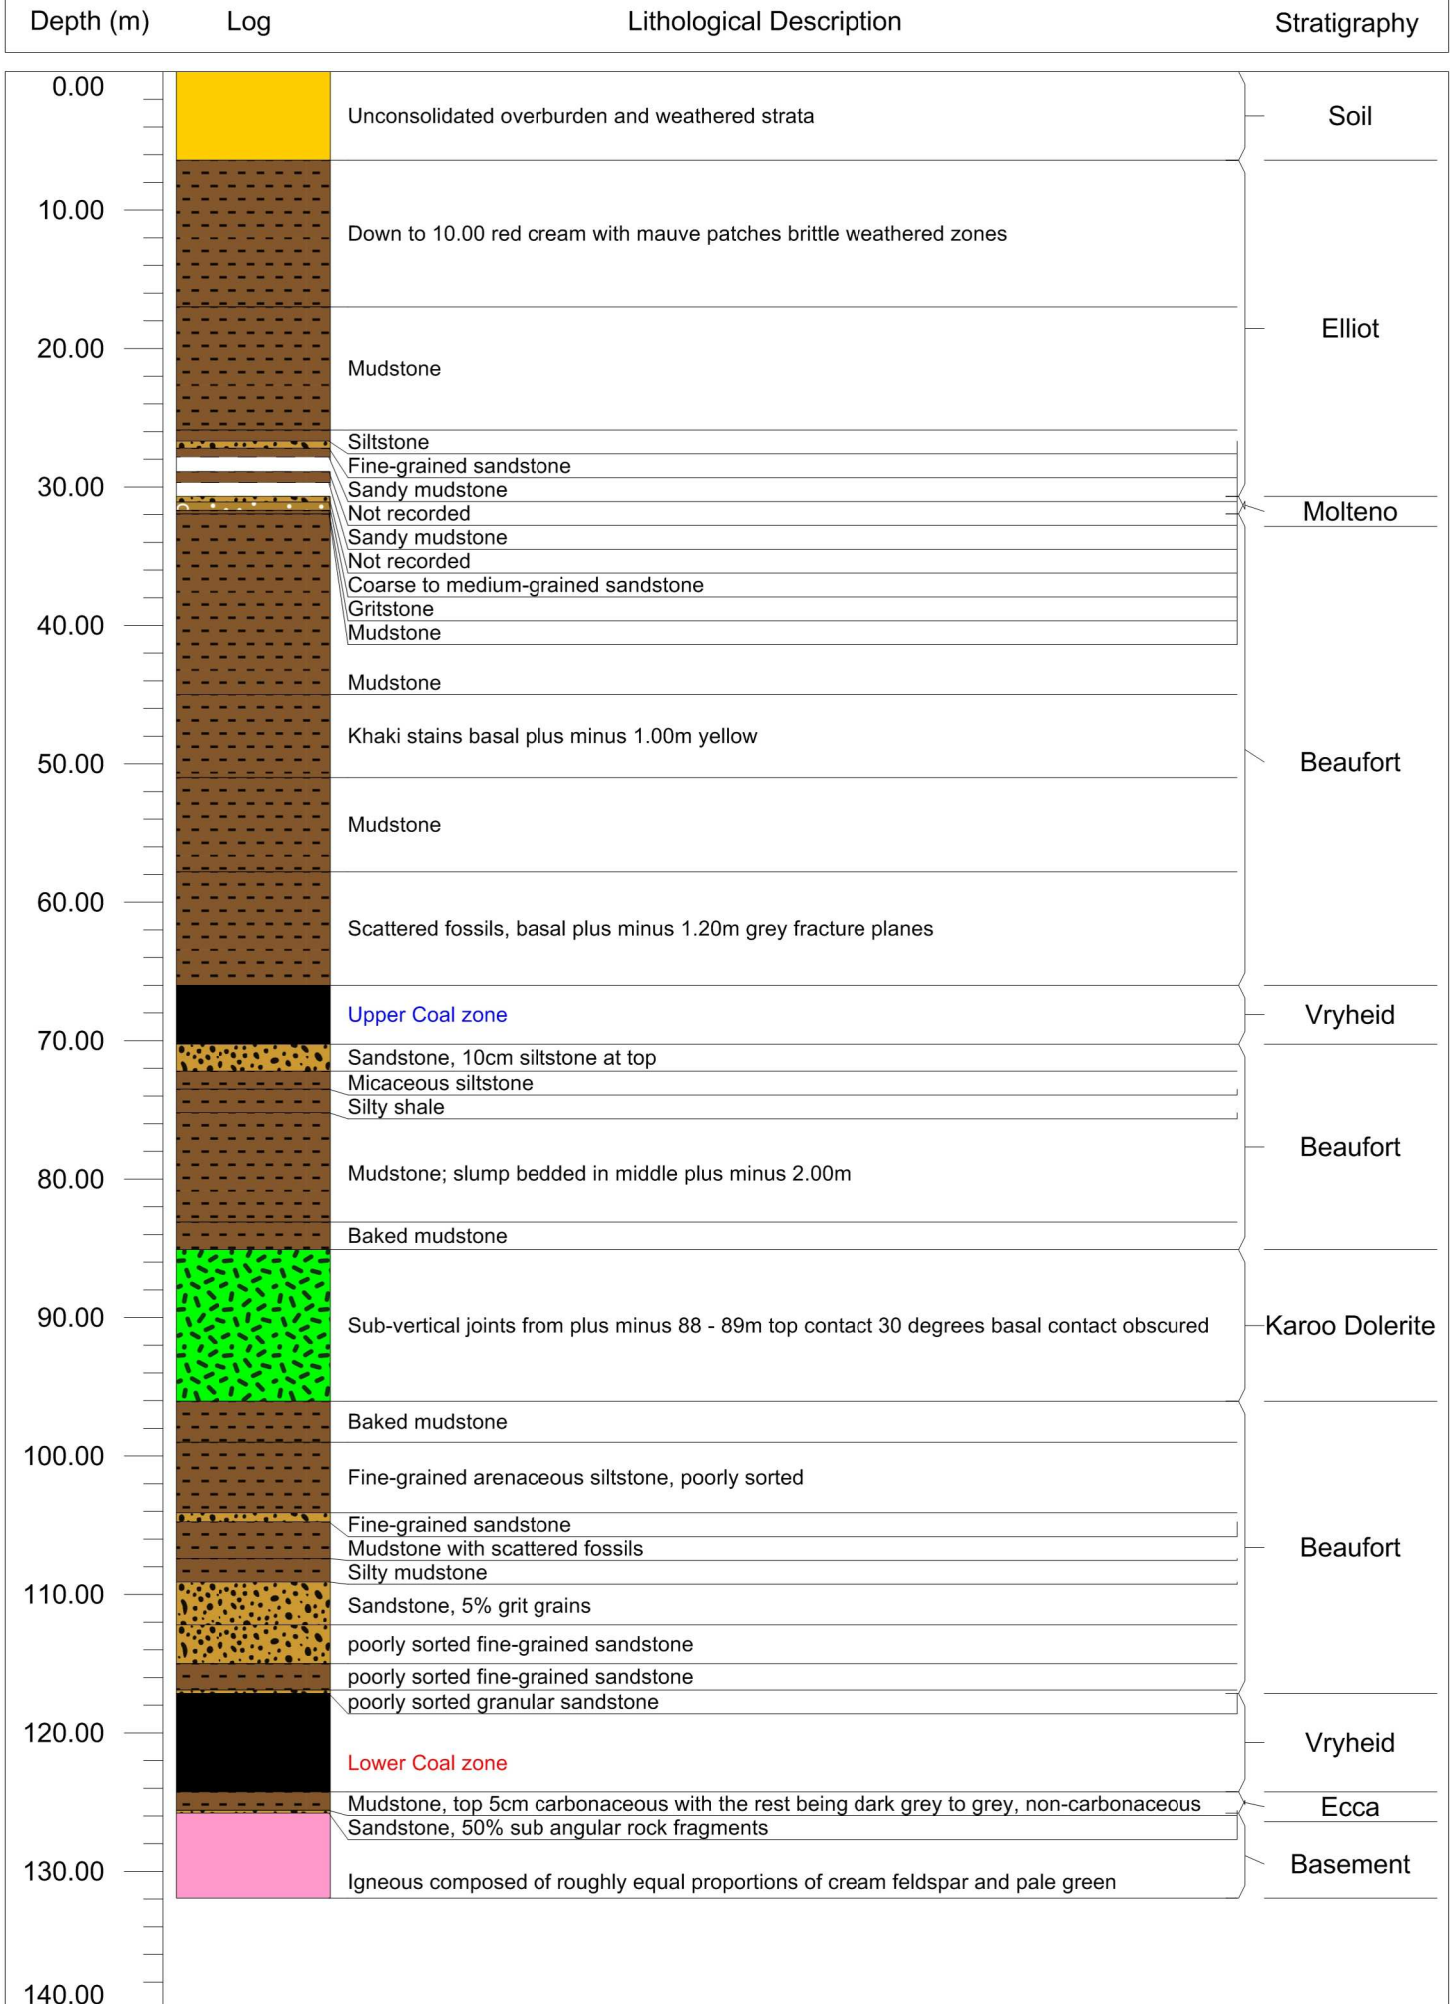 Depth (m) Log Lithological Description Stratigraphy
0.00
Unconsolidated overburden and weathered strata Soil
10.00
Down to 10.00 red cream with mauve patches brittle weathered zones
Elliot
20.00
Mudstone
Siltstone
Fine-grained sandstone
30.00 Sandy mudstone
Not recorded Molteno
Sandy mudstone
Not recorded
Coarse to medium-grained sandstone
Gritstone
40.00 Mudstone
Mudstone
Khaki stains basal plus minus 1.00m yellow
50.00 Beaufort
Mudstone
60.00
Scattered fossils, basal plus minus 1.20m grey fracture planes
Upper Coal zone Vryheid
70.00
Sandstone, 10cm siltstone at top
Micaceous siltstone
Silty shale
Beaufort
80.00 Mudstone; slump bedded in middle plus minus 2.00m
Baked mudstone
90.00 Sub-vertical joints from plus minus 88 - 89m top contact 30 degrees basal contact obscured Karoo Dolerite
Baked mudstone
100.00
Fine-grained arenaceous siltstone, poorly sorted
Fine-grained sandstone
Mudstone with scattered fossils Beaufort
Silty mudstone
110.00
Sandstone, 5% grit grains
poorly sorted fine-grained sandstone
poorly sorted fine-grained sandstone
poorly sorted granular sandstone
120.00 Vryheid
Lower Coal zone
Mudstone, top 5cm carbonaceous with the rest being dark grey to grey, non-carbonaceous Ecca
Sandstone, 50% sub angular rock fragments
130.00 Basement
Igneous composed of roughly equal proportions of cream feldspar and pale green
140.00